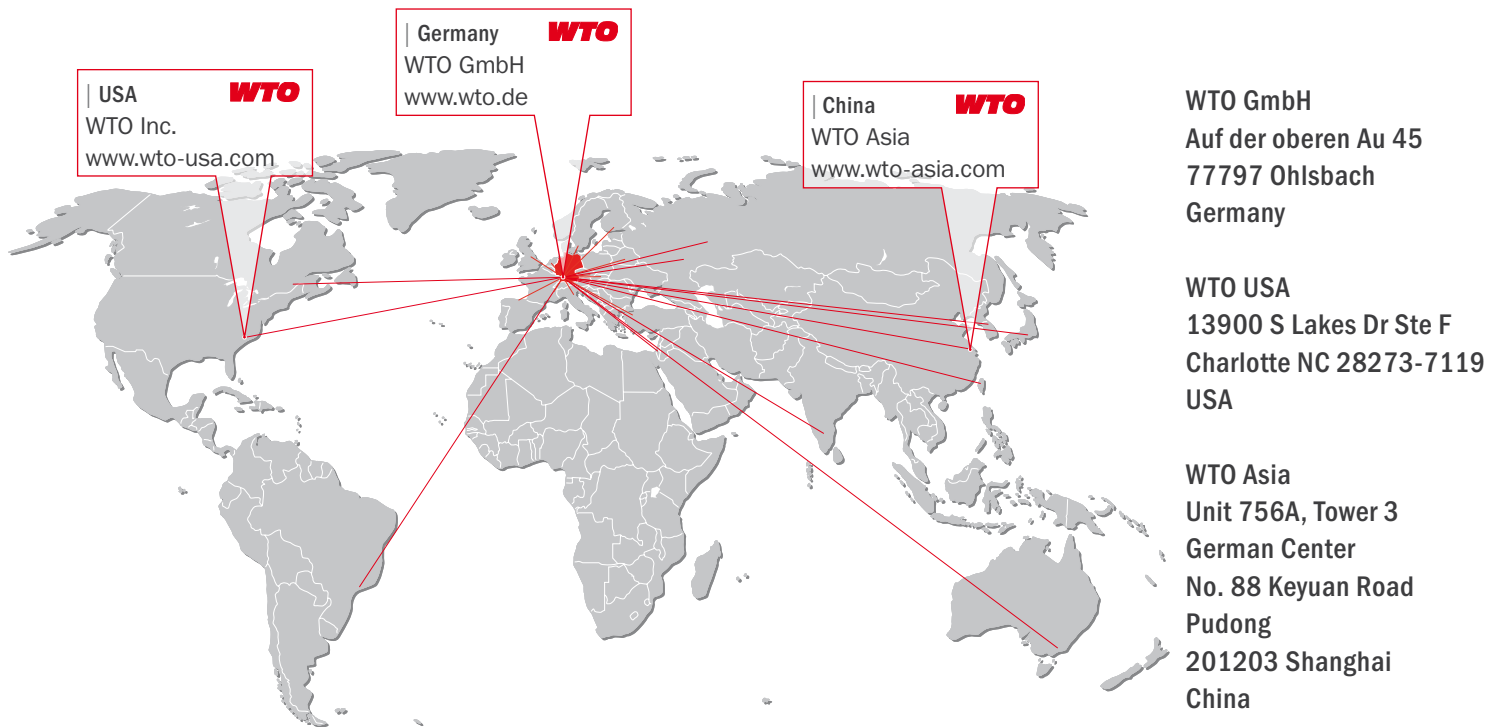 Germany
WTO
WTO GmbH
www.wto.de
USA
WTO
WTO Inc.
www.wto-usa.com
China
WTO
WTO Asia
www.wto-asia.com
WTO GmbH
Auf der oberen Au 45
77797 Ohlsbach
Germany
WTO USA
13900 S Lakes Dr Ste F
Charlotte NC 28273-7119
USA
WTO Asia
Unit 756A, Tower 3
German Center
No. 88 Keyuan Road
Pudong
201203 Shanghai
China